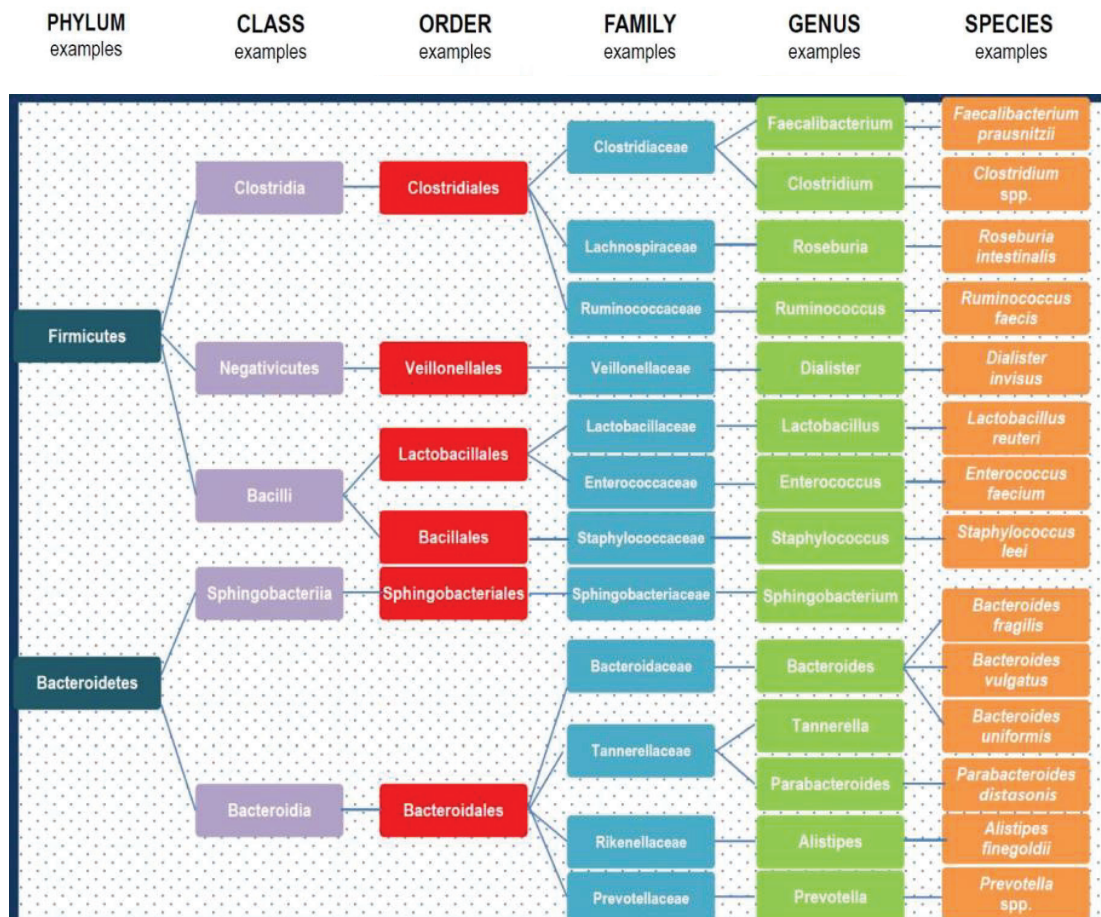 PHYLUM
examples
CLASS
examples
ORDER
examples
FAMILY
examples
GENUS
examples
SPECIES
examples
Firmicutes
Bacteroidetes
Clostridia
Negativicutes
Bacilli
Sphingobacteriia
Bacteroidia
Clostridiales
Veillonellales
Lactobacillales
Bacillales
Sphingobacteriales
Bacteroidales
Clostridiaceae
Lachnospiraceae
Ruminococcaceae
Veillonellaceae
Lactobacillaceae
Enterococcaceae
Staphylococcaceae
Sphingobacteriaceae
Bacteroidaceae
Tannerellaceae
Rikenellaceae
Prevotellaceae
Faecalibacterium
Clostridium
Roseburia
Ruminococcus
Dialister
Lactobacillus
Enterococcus
Staphylococcus
Sphingobacterium
Bacteroides
Tannerella
Parabacteroides
Alistipes
Prevotella
Faecalibacterium
prausnitzii
Clostridium
spp.
Roseburia
intestinalis
Ruminococcus
faecis
Dialister
invisus
Lactobacillus
reuteri
Enterococcus
faecium
Staphylococcus
leei
Bacteroides
fragilis
Bacteroides
vulgatus
Bacteroides
uniformis
Parabacteroides
distasonis
Alistipes
finegoldii
Prevotella
spp.